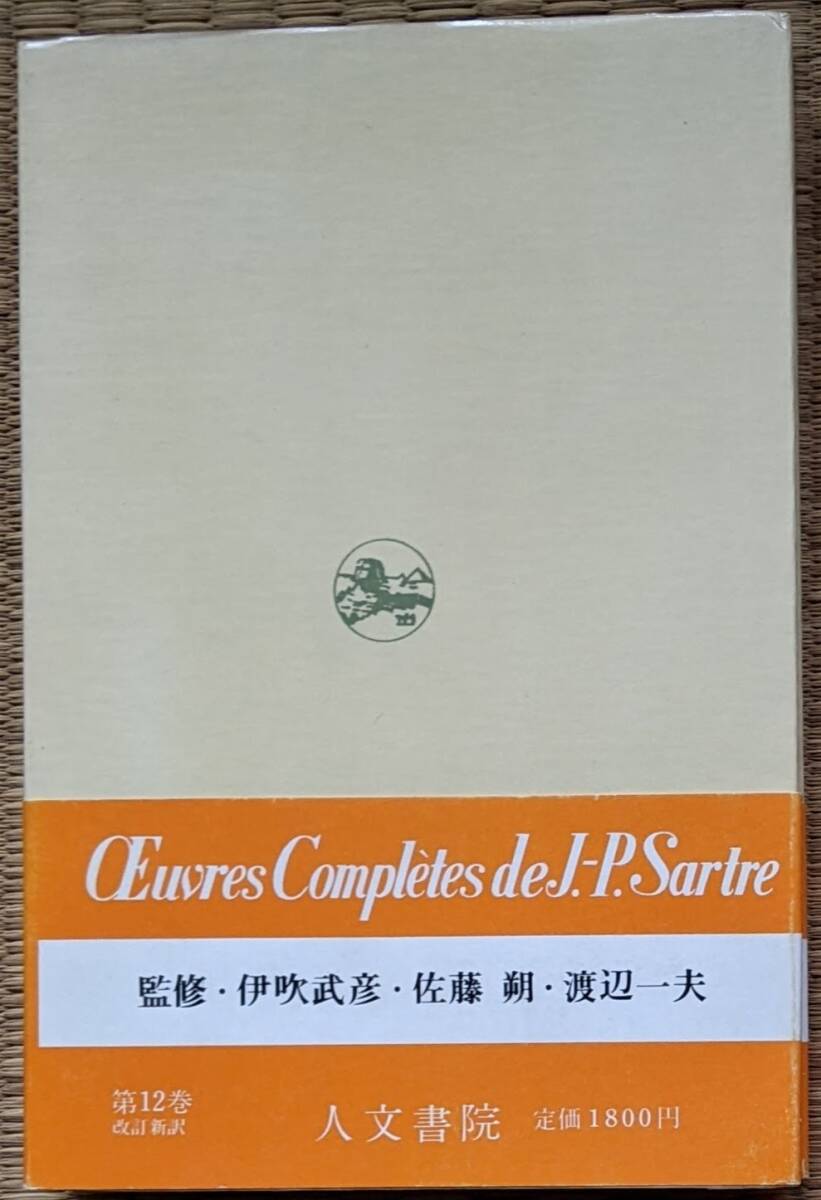 Œuvres Complètes de J.-P. Sartre
監修・伊吹武彦・佐藤 朔・渡辺一夫
第12巻
改訂新訳
人文書院 定価1800円